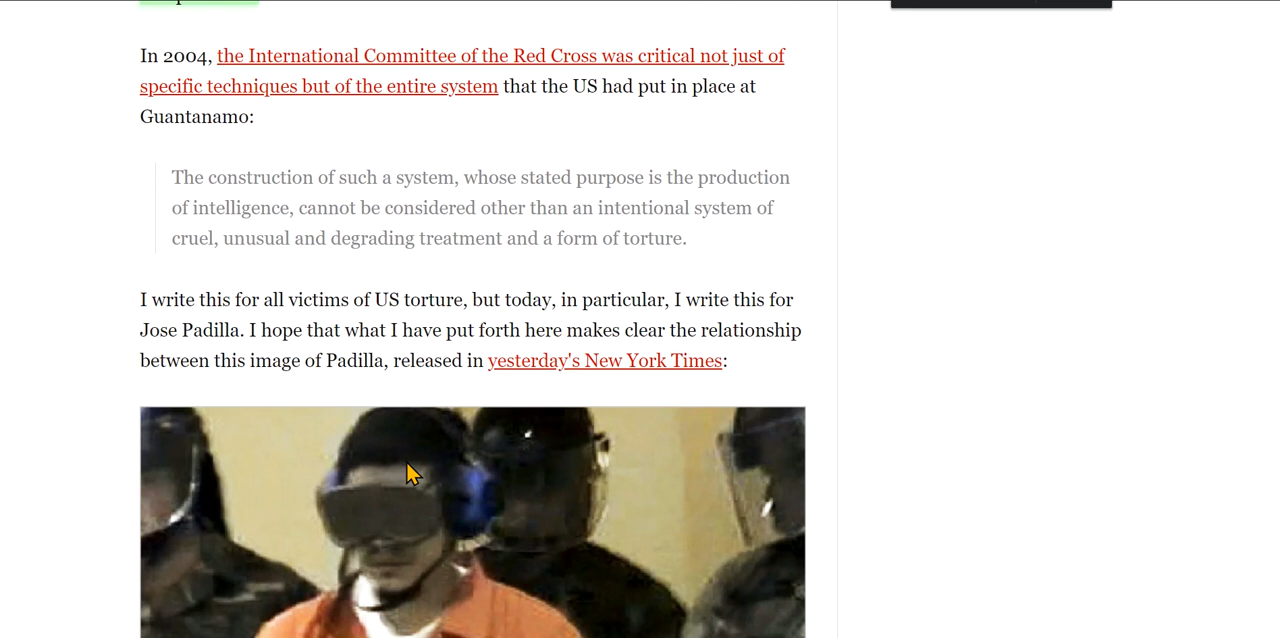 In 2004, the International Committee of the Red Cross was critical not just of
specific techniques but of the entire system that the US had put in place at
Guantanamo:
The construction of such a system, whose stated purpose is the production
of intelligence, cannot be considered other than an intentional system of
cruel, unusual and degrading treatment and a form of torture.
I write this for all victims of US torture, but today, in particular, I write this for
Jose Padilla. I hope that what I have put forth here makes clear the relationship
between this image of Padilla, released in yesterday's New York Times: